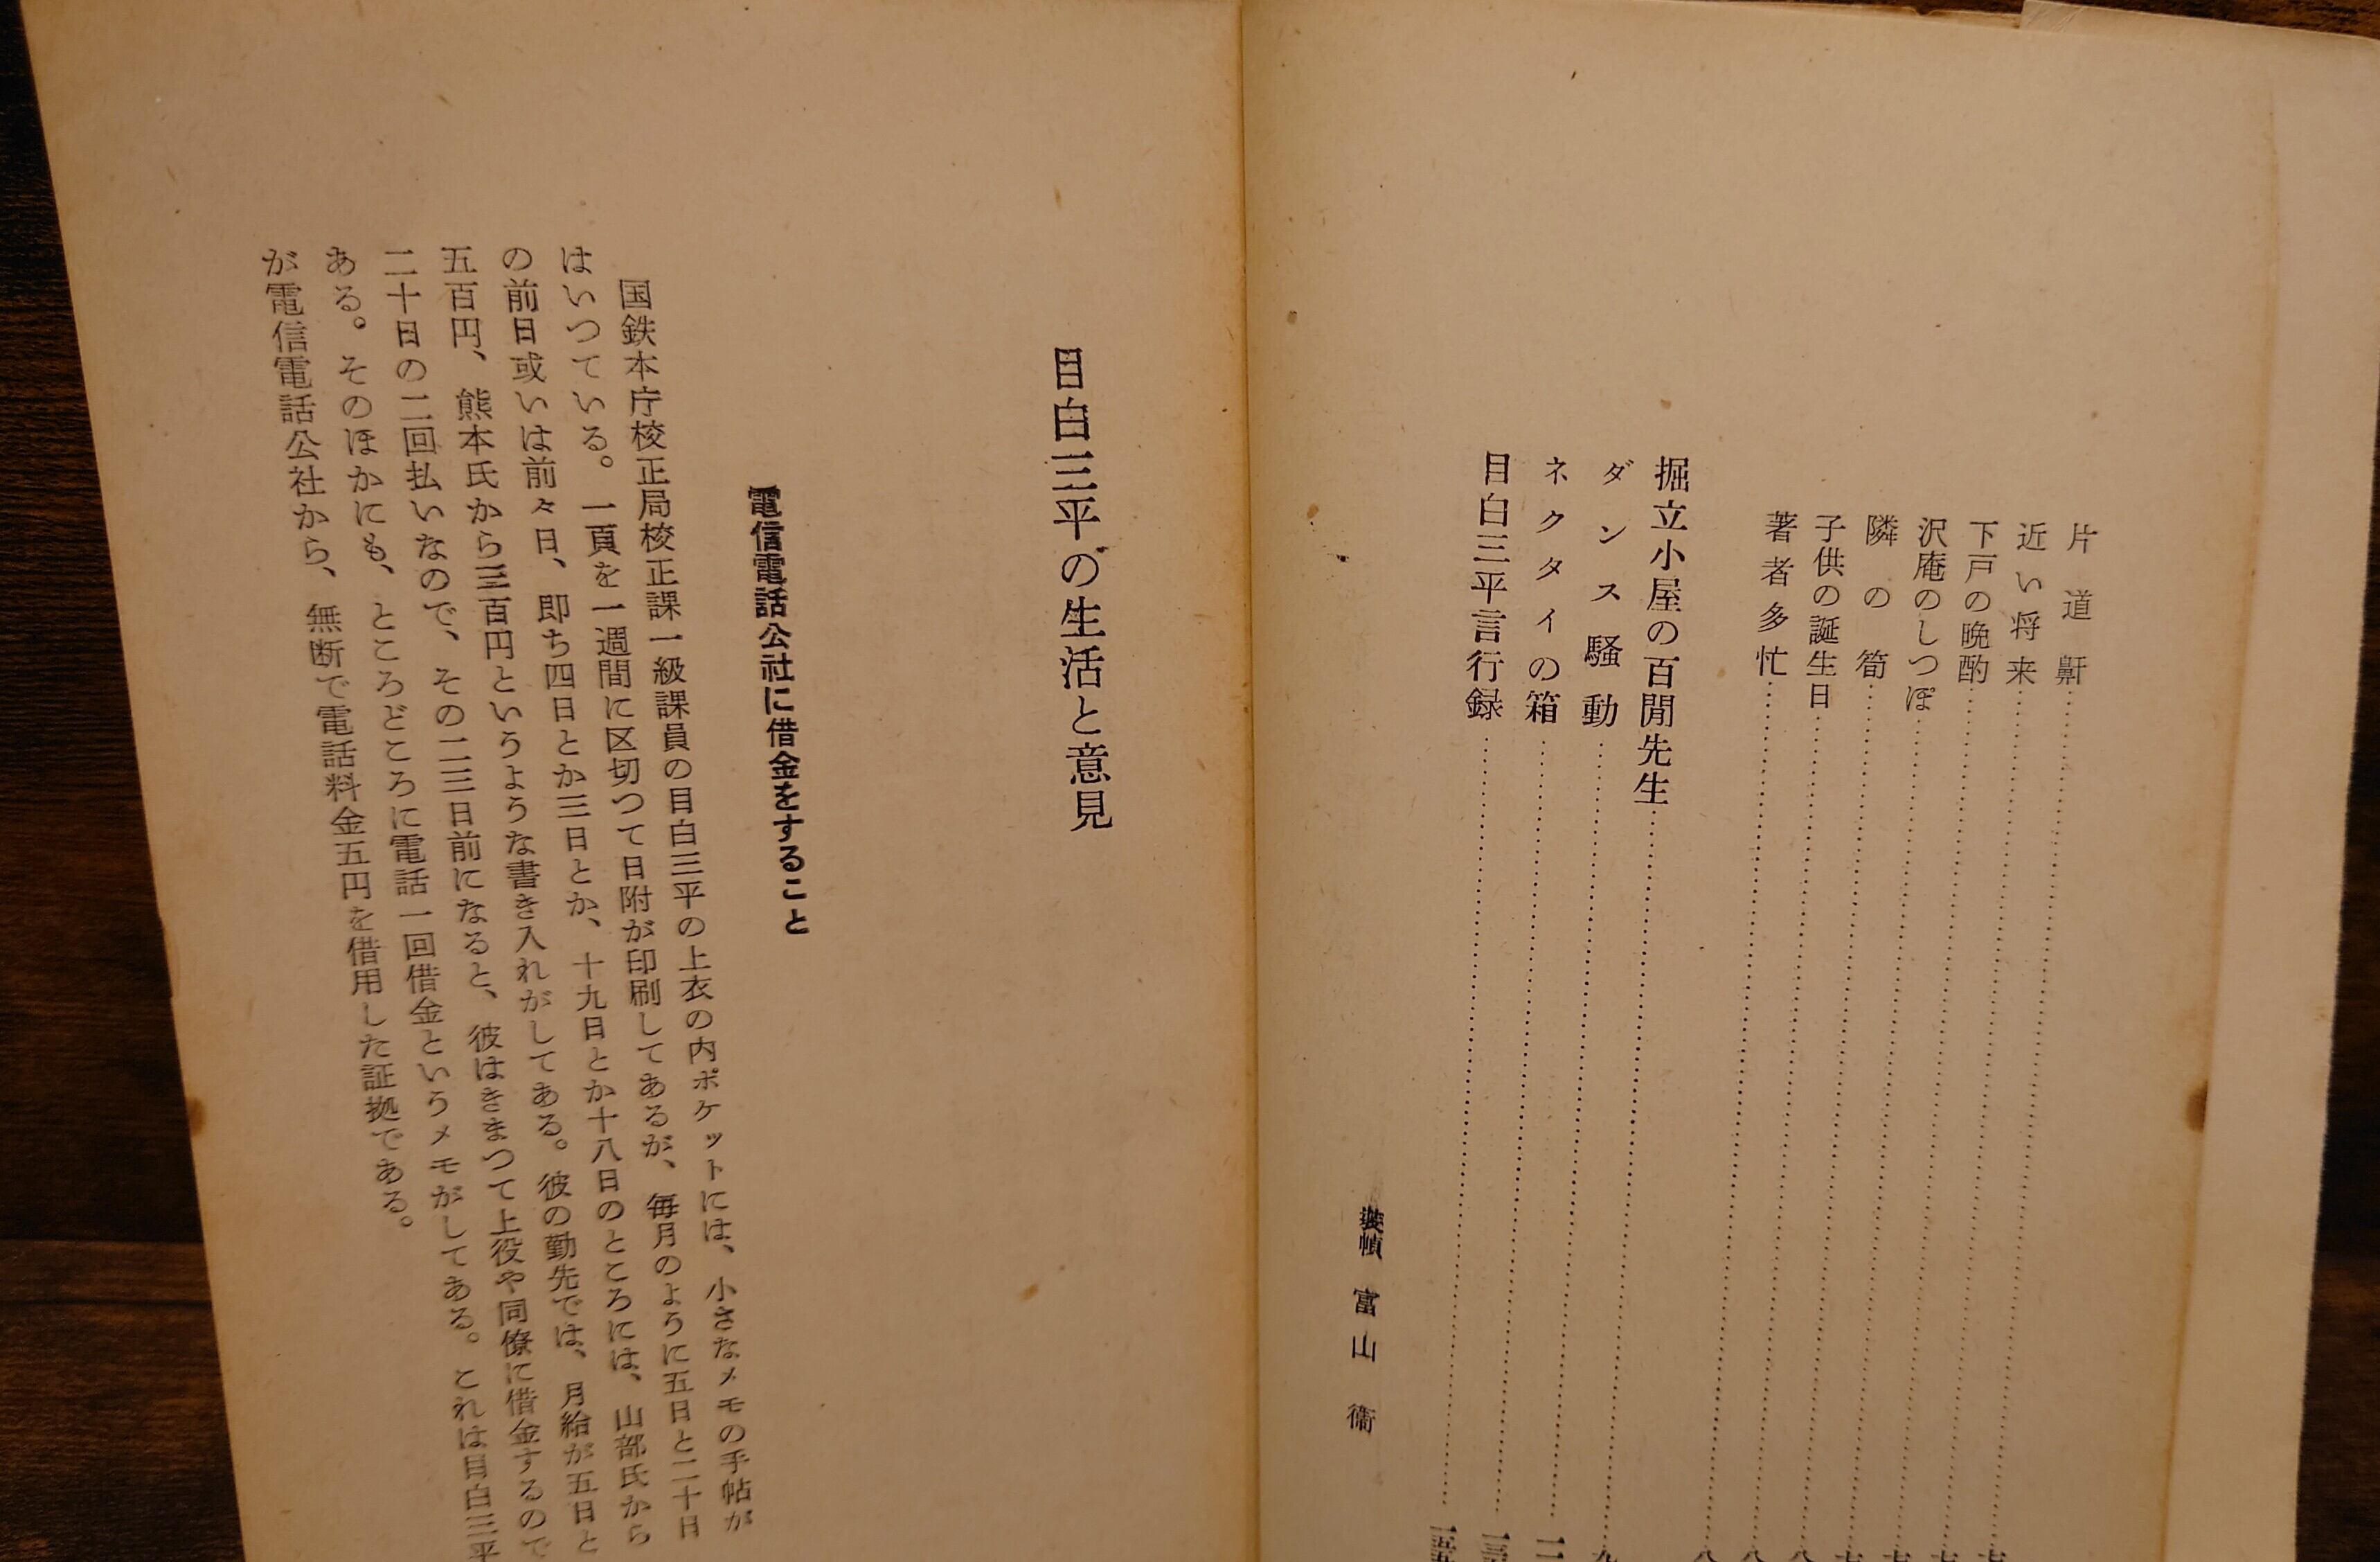 片道鼾
近い将来
下戸の晩酌
沢庵のしつぽ
隣の筍
子供の誕生日
著者多忙
掘立小屋の百閒先生
ダンス騒動
ネクタイの箱
目白三平言行録
装幀 富山衞
目白三平の生活と意見
電信電話公社に借金をすること
国鉄本庁校正局校正課一級課員の目白三平の上衣の内ポケットには、小さなメモの手帖が
はいつている。一頁を一週間に区切つて日附が印刷してあるが、毎月のように五日と二十日
の前日或いは前々日、即ち四日とか三日とか、十九日とか十八日のところには、山部氏から
五百円、熊本氏から三百円というような書き入れがしてある。彼の勤先では、月給が五日と
二十日の二回払いなので、その二三日前になると、彼はきまつて上役や同僚に借金するので
ある。そのほかにも、ところどころに電話一回借金というメモがしてある。これは目白三平
が電信電話公社から、無断で電話料金五円を借用した証拠である。